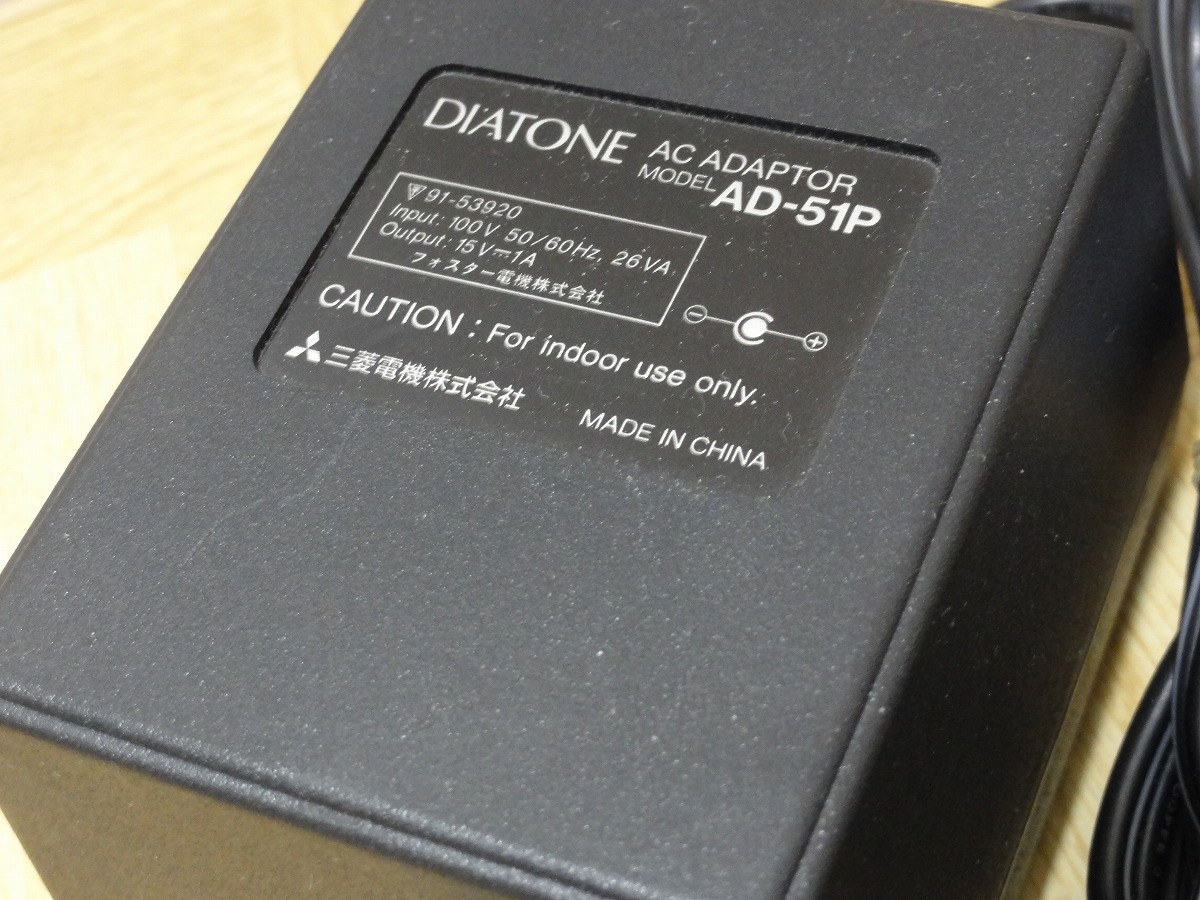 DIATONE AC ADAPTOR
MODEL AD-51P
91-53920
Input: 100V 50/60Hz, 26VA
Output: 15V⎓1A
フォスター電機株式会社
⊖ ⊕
CAUTION : For indoor use only.
三菱電機株式会社 MADE IN CHINA